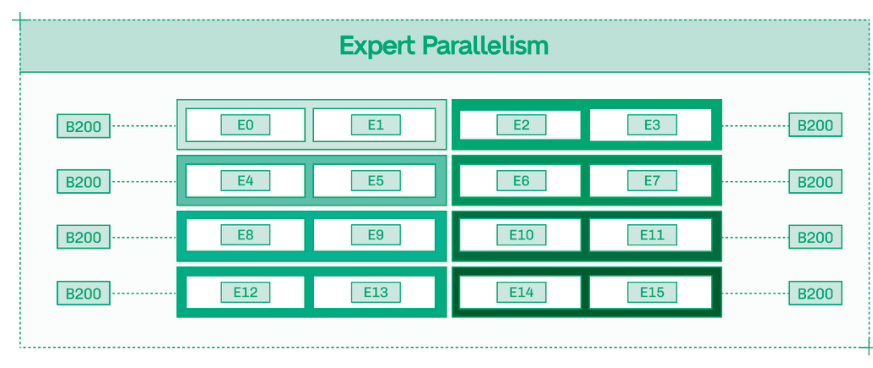 Expert Parallelism
B200 E0 E1 E2 E3 B200
B200 E4 E5 E6 E7 B200
B200 E8 E9 E10 E11 B200
B200 E12 E13 E14 E15 B200